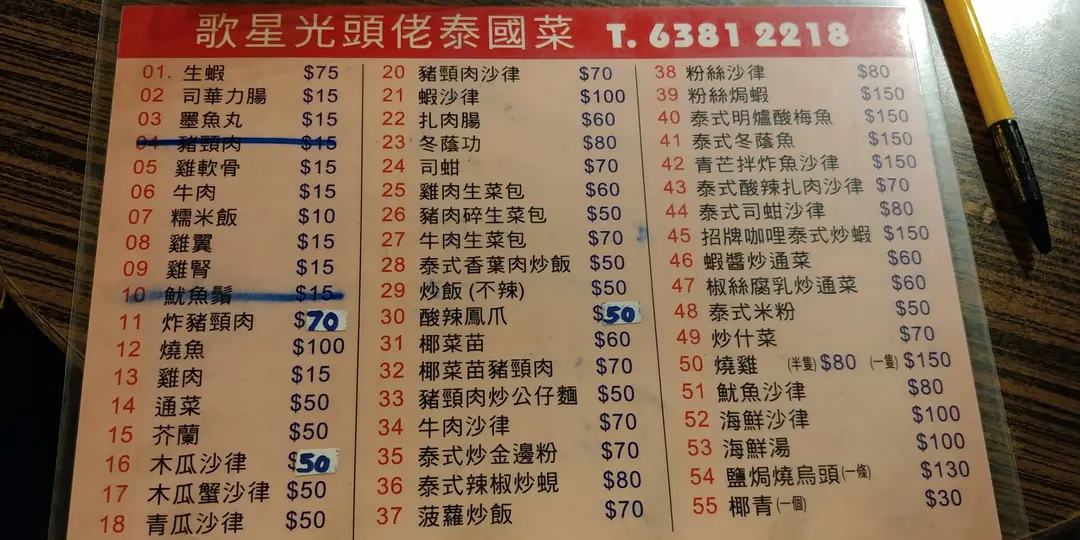 歌星光頭佬泰國菜 T. 6381 2218
01. 生蝦 $75
02 司華力腸 $15
03 墨魚丸 $15
04 豬頸肉 $15
05 雞軟骨 $15
06 牛肉 $15
07 糯米飯 $10
08 雞翼 $15
09 雞腎 $15
10 魷魚鬚 $15
11 炸豬頸肉 $70
12 燒魚 $100
13 雞肉 $15
14 通菜 $50
15 芥蘭 $50
16 木瓜沙律 $50
17 木瓜蟹沙律 $50
18 青瓜沙律 $50
20 豬頸肉沙律 $70
21 蝦沙律 $100
22 扎肉腸 $60
23 冬蔭功 $80
24 司蚶 $70
25 雞肉生菜包 $60
26 豬肉碎生菜包 $50
27 牛肉生菜包 $70
28 泰式香葉肉炒飯 $50
29 炒飯 (不辣) $50
30 酸辣鳳爪 $50
31 椰菜苗 $60
32 椰菜苗豬頸肉 $70
33 豬頸肉炒公仔麵 $50
34 牛肉沙律 $70
35 泰式炒金邊粉 $70
36 泰式辣椒炒蜆 $80
37 菠蘿炒飯 $70
38 粉絲沙律 $80
39 粉絲焗蝦 $150
40 泰式明爐酸梅魚 $150
41 泰式冬蔭魚 $150
42 青芒拌炸魚沙律 $150
43 泰式酸辣扎肉沙律 $70
44 泰式司蚶沙律 $80
45 招牌咖哩泰式炒蝦 $150
46 蝦醬炒通菜 $60
47 椒絲腐乳炒通菜 $60
48 泰式米粉 $50
49 炒什菜 $70
50 燒雞 (半隻) $80 (一隻) $150
51 魷魚沙律 $80
52 海鮮沙律 $100
53 海鮮湯 $100
54 鹽焗燒烏頭(一條) $130
55 椰青(一個) $30